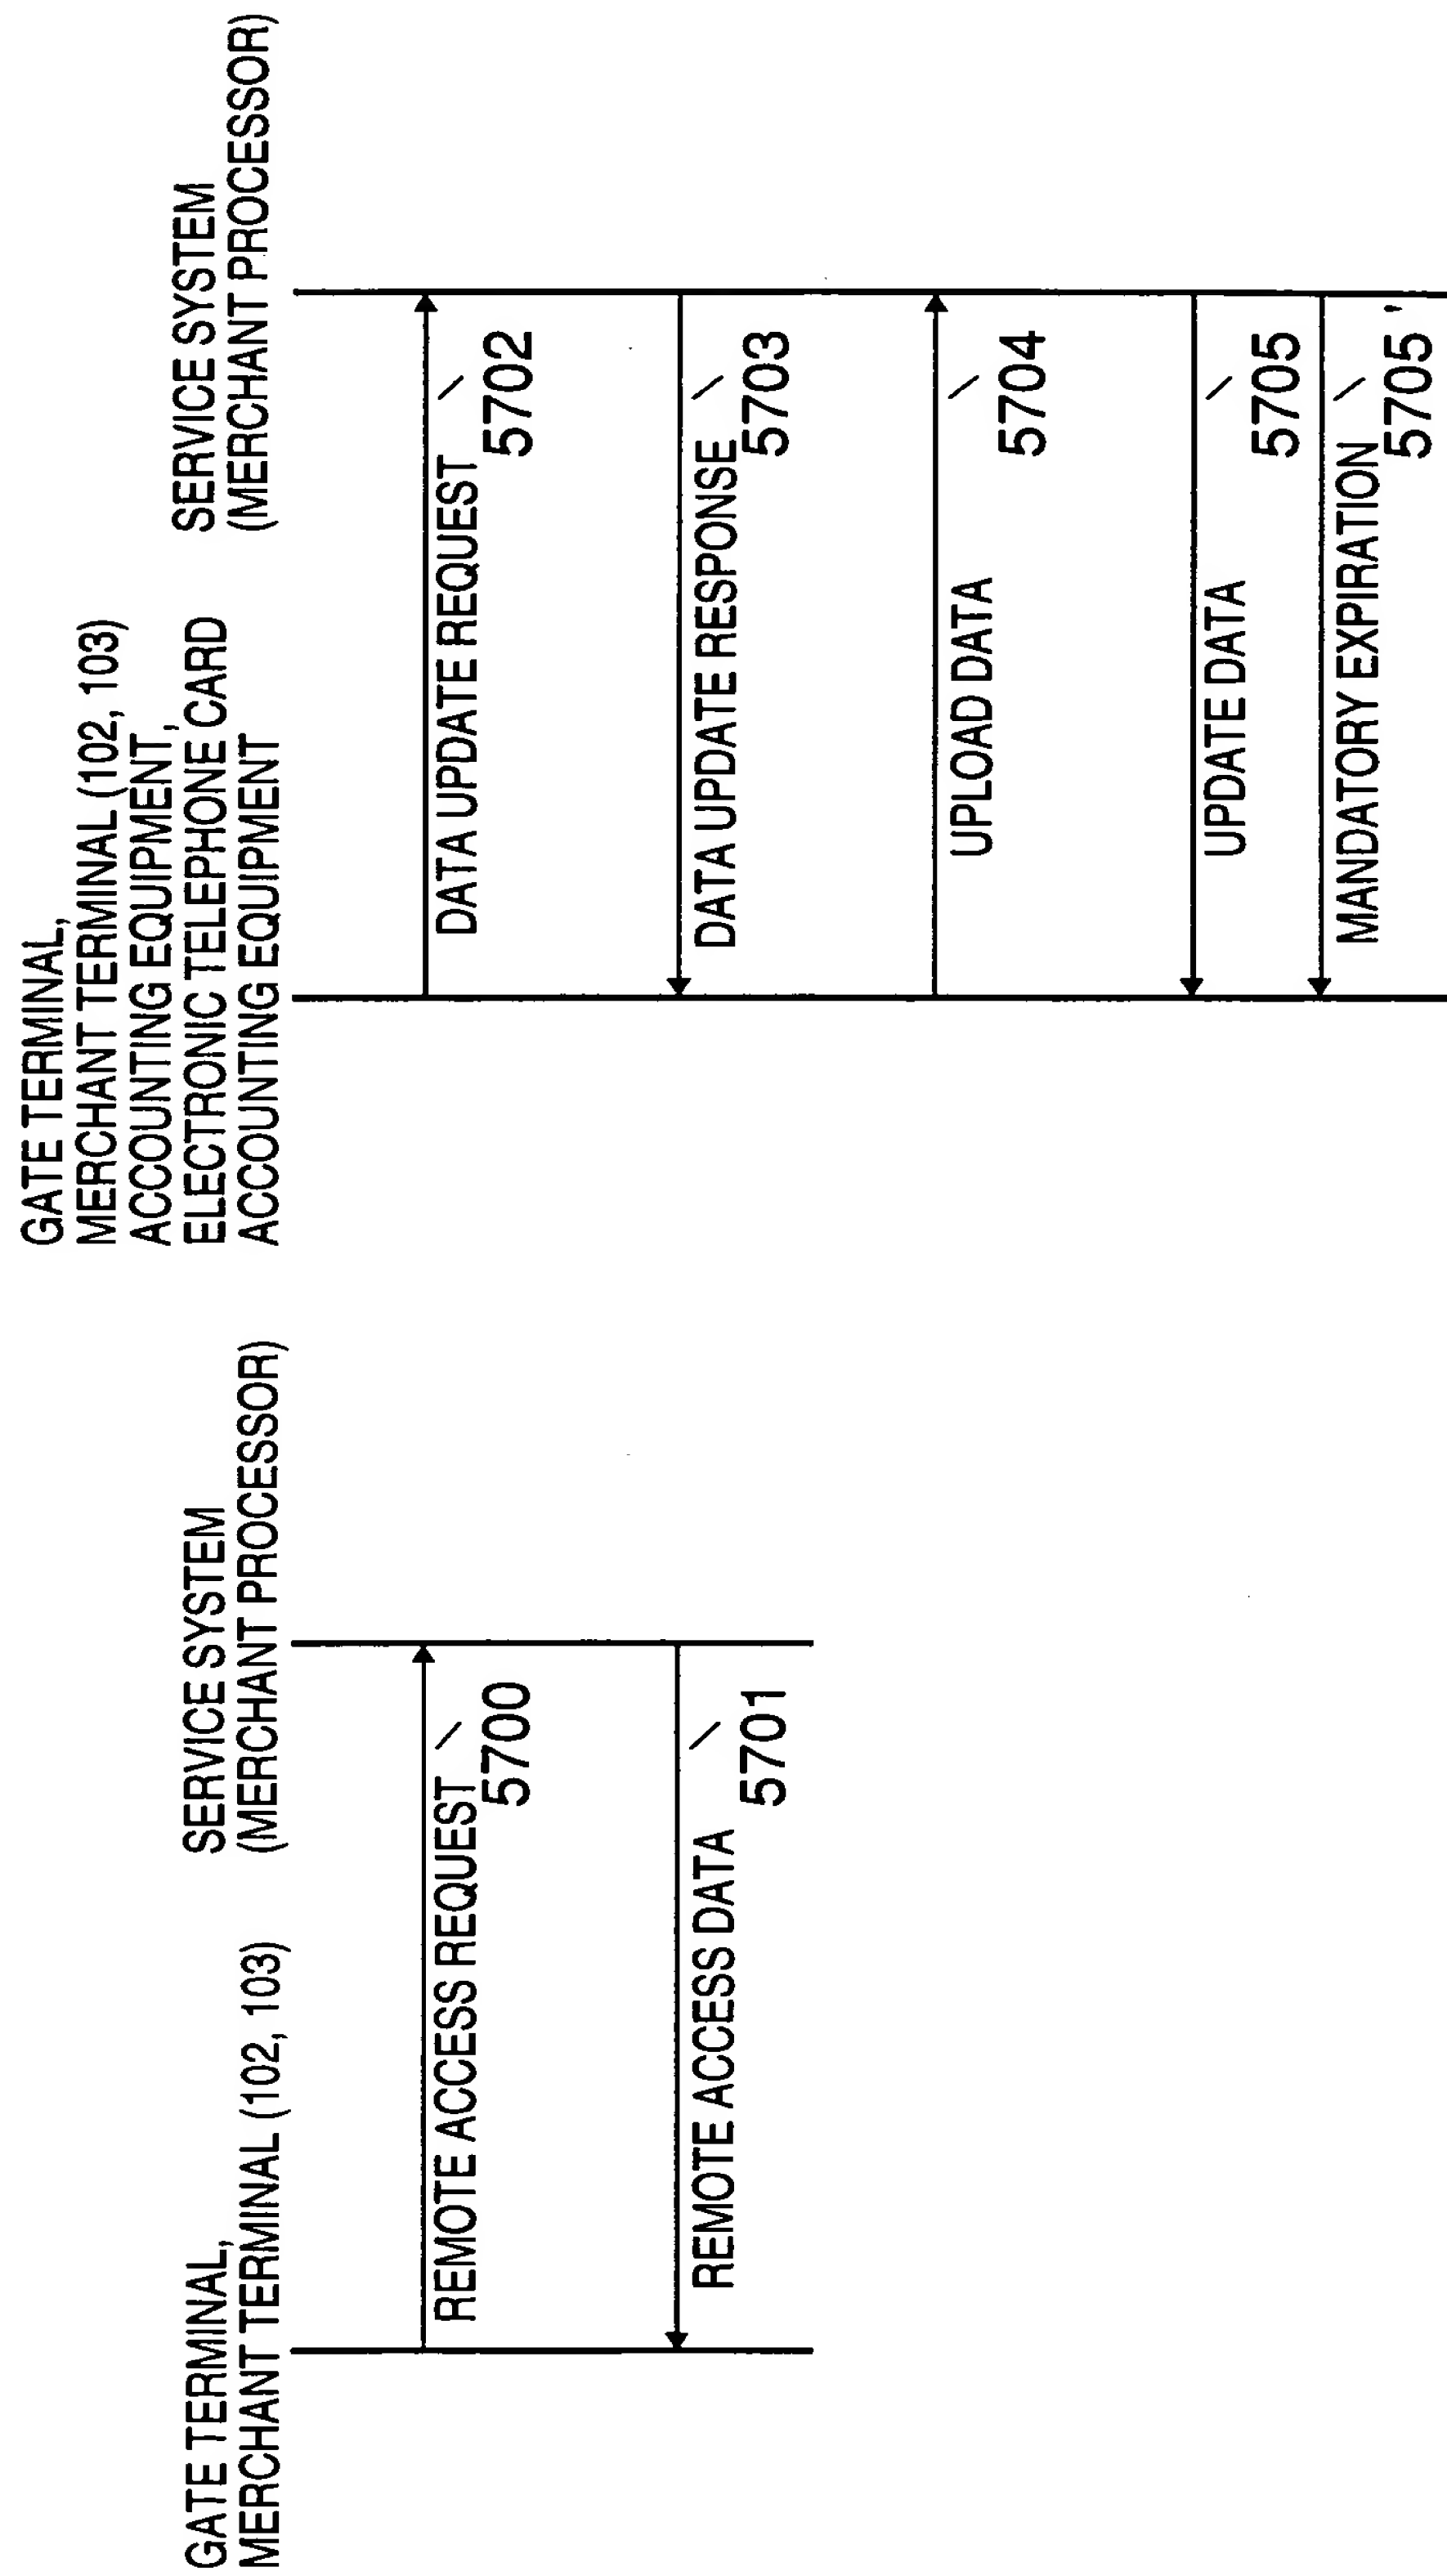 GATE TERMINAL,
MERCHANT TERMINAL (102, 103)
SERVICE SYSTEM
(MERCHANT PROCESSOR)
REMOTE ACCESS REQUEST
5700
REMOTE ACCESS DATA
5701
GATE TERMINAL,
MERCHANT TERMINAL (102, 103)
ACCOUNTING EQUIPMENT,
ELECTRONIC TELEPHONE CARD
ACCOUNTING EQUIPMENT
SERVICE SYSTEM
(MERCHANT PROCESSOR)
DATA UPDATE REQUEST
5702
DATA UPDATE RESPONSE
5703
UPLOAD DATA
5704
UPDATE DATA
5705
MANDATORY EXPIRATION
5705 '